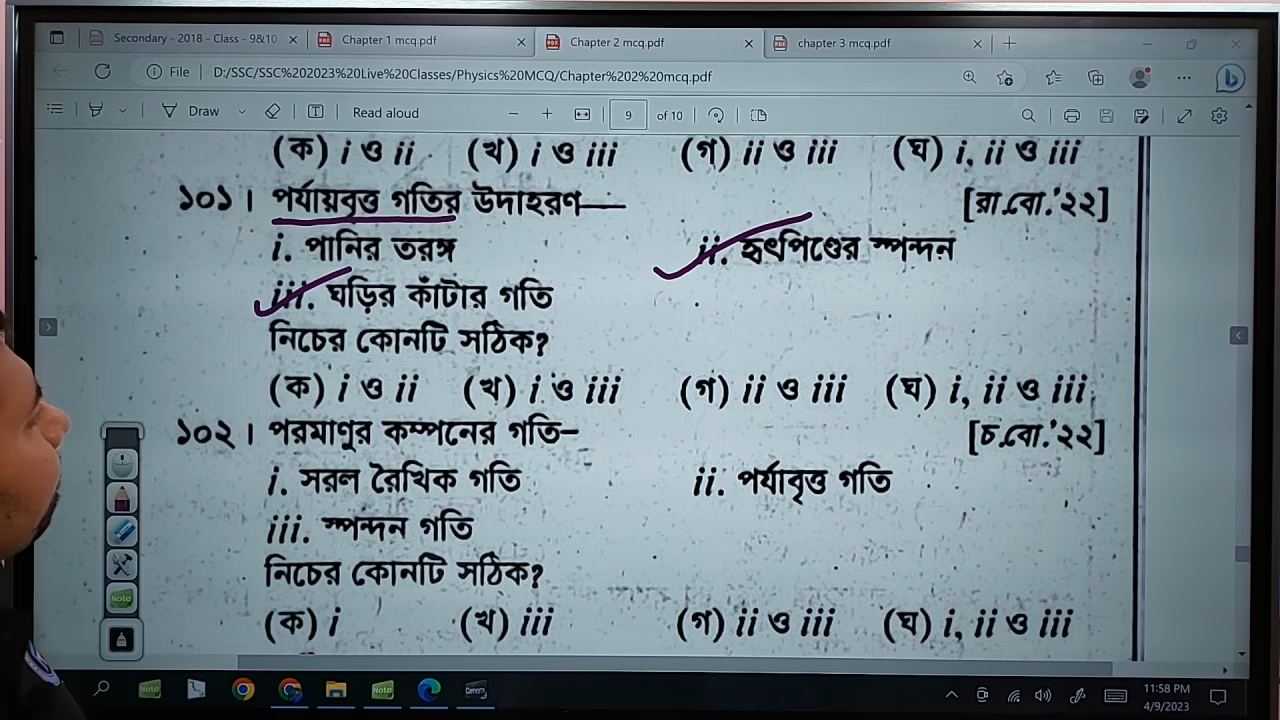 Secondary - 2018 - Class - 9&10
Chapter 1 mcq.pdf
Chapter 2 mcq.pdf
chapter 3 mcq.pdf
File
D:/SSC/SSC%202023%20Live%20Classes/Physics%20MCQ/Chapter%202%20mcq.pdf
Draw
Read aloud
9 of 10
(ক) i ও ii (খ) i ও iii (গ) ii ও iii (ঘ) i, ii ও iii
১০১। পর্যায়বৃত্ত গতির উদাহরণ— [রা.বো.'২২]
i. পানির তরঙ্গ ii. হৃৎপিণ্ডের স্পন্দন
iii. ঘড়ির কাঁটার গতি
নিচের কোনটি সঠিক?
(ক) i ও ii (খ) i ও iii (গ) ii ও iii (ঘ) i, ii ও iii
১০২। পরমাণুর কম্পনের গতি– [চ.বো.'২২]
i. সরল রৈখিক গতি ii. পর্যাবৃত্ত গতি
iii. স্পন্দন গতি
নিচের কোনটি সঠিক?
(ক) i (খ) iii (গ) ii ও iii (ঘ) i, ii ও iii
Note
Note
Note
Camera
11:58 PM
4/9/2023